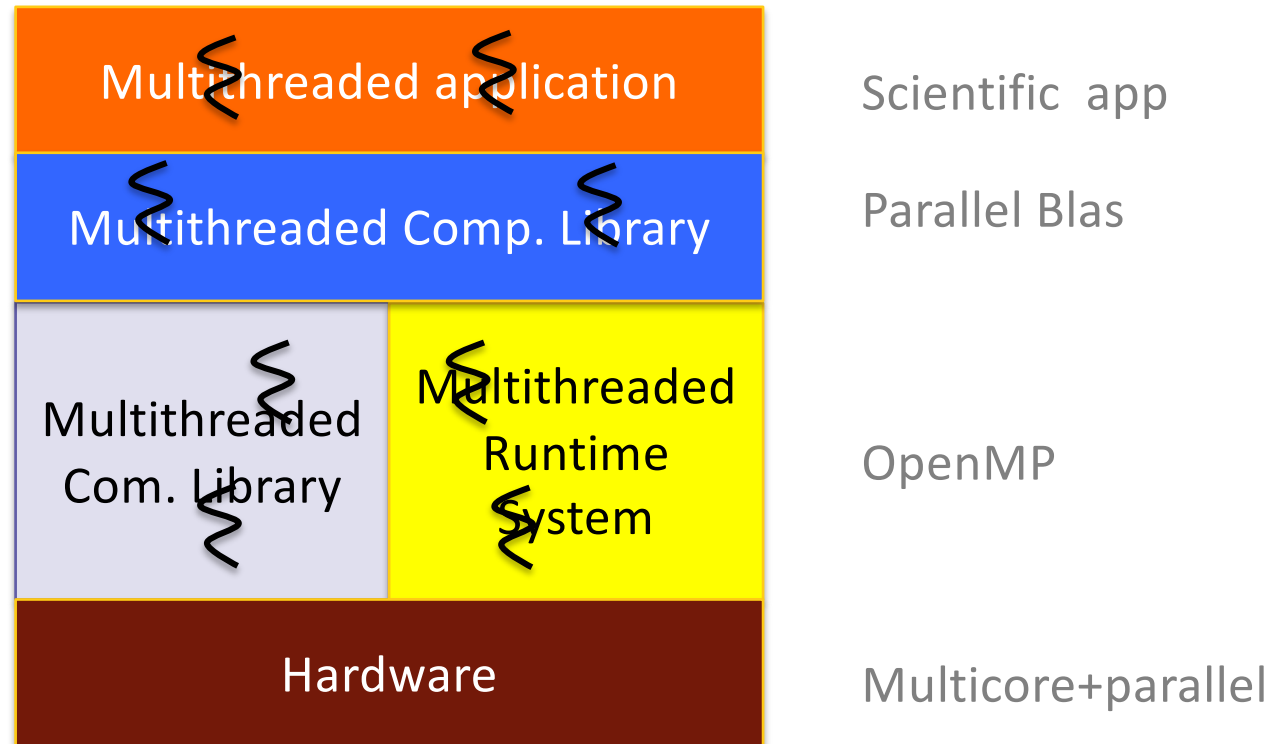 Multithreaded application
Scientific app
Multithreaded Comp. Library
Parallel Blas
Multithreaded
Com. Library
Multithreaded
Runtime
System
OpenMP
Hardware
Multicore+parallel